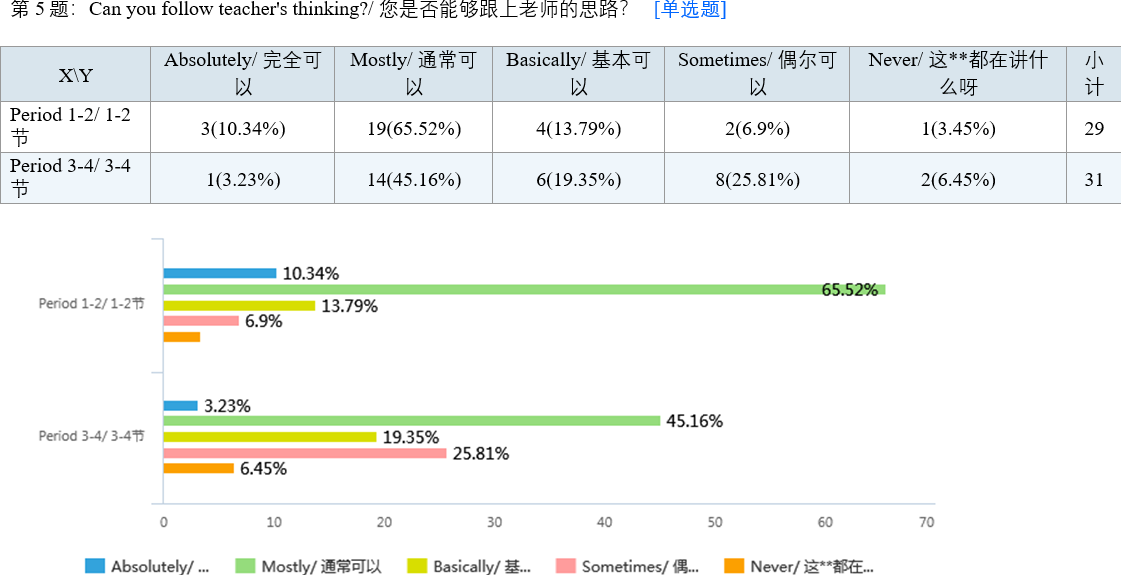 第 5 题：Can you follow teacher's thinking?/ 您是否能够跟上老师的思路？ [单选题]
X\Y
Absolutely/ 完全可
以
Mostly/ 通常可
以
Basically/ 基本可
以
Sometimes/ 偶尔可
以
Never/ 这**都在讲什
么呀
小
计
Period 1-2/ 1-2
节
3(10.34%)
19(65.52%)
4(13.79%)
2(6.9%)
1(3.45%)
29
Period 3-4/ 3-4
节
1(3.23%)
14(45.16%)
6(19.35%)
8(25.81%)
2(6.45%)
31
Period 1-2/ 1-2节
10.34%
65.52%
13.79%
6.9%
Period 3-4/ 3-4节
3.23%
45.16%
19.35%
25.81%
6.45%
0 10 20 30 40 50 60 70
Absolutely/ ...
Mostly/ 通常可以
Basically/ 基...
Sometimes/ 偶...
Never/ 这**都在...